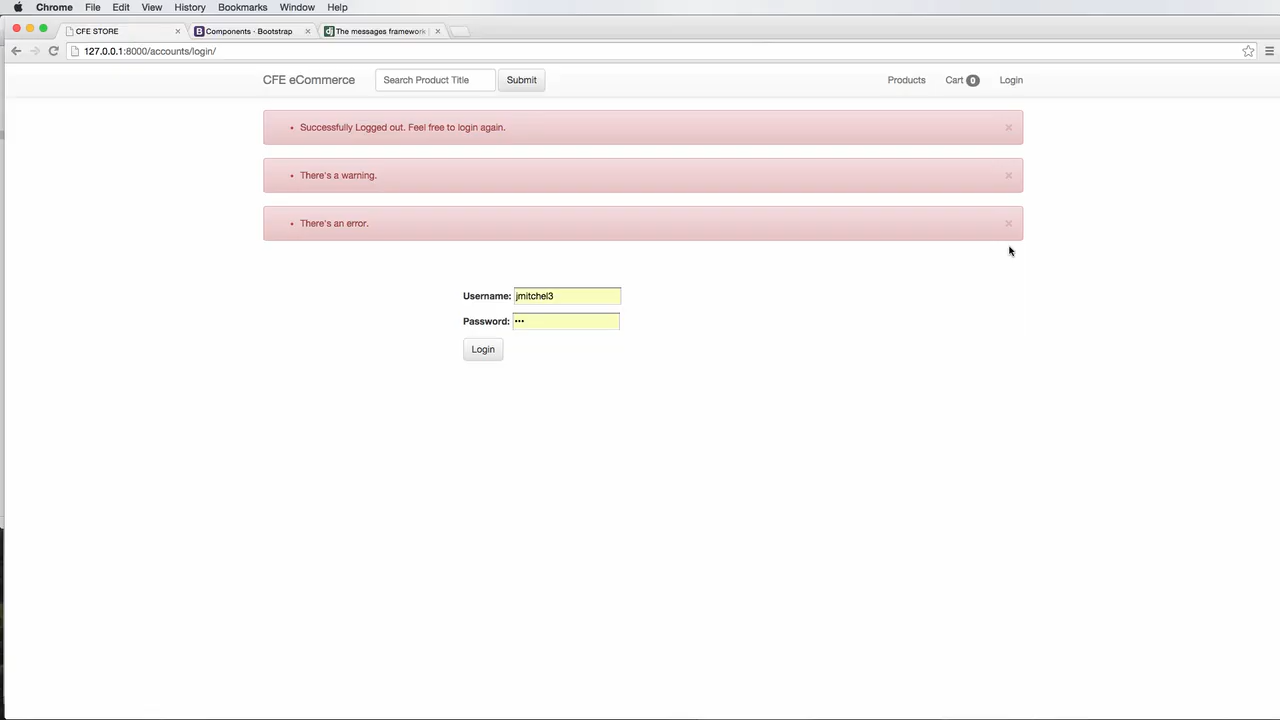 Chrome File Edit View History Bookmarks Window Help
CFE STORE × Components · Bootstrap × The messages framework ×
127.0.0.1:8000/accounts/login/
CFE eCommerce Search Product Title Submit Products Cart 0 Login
• Successfully Logged out. Feel free to login again. ×
• There's a warning. ×
• There's an error. ×
Username: jmitchel3
Password: •••
Login